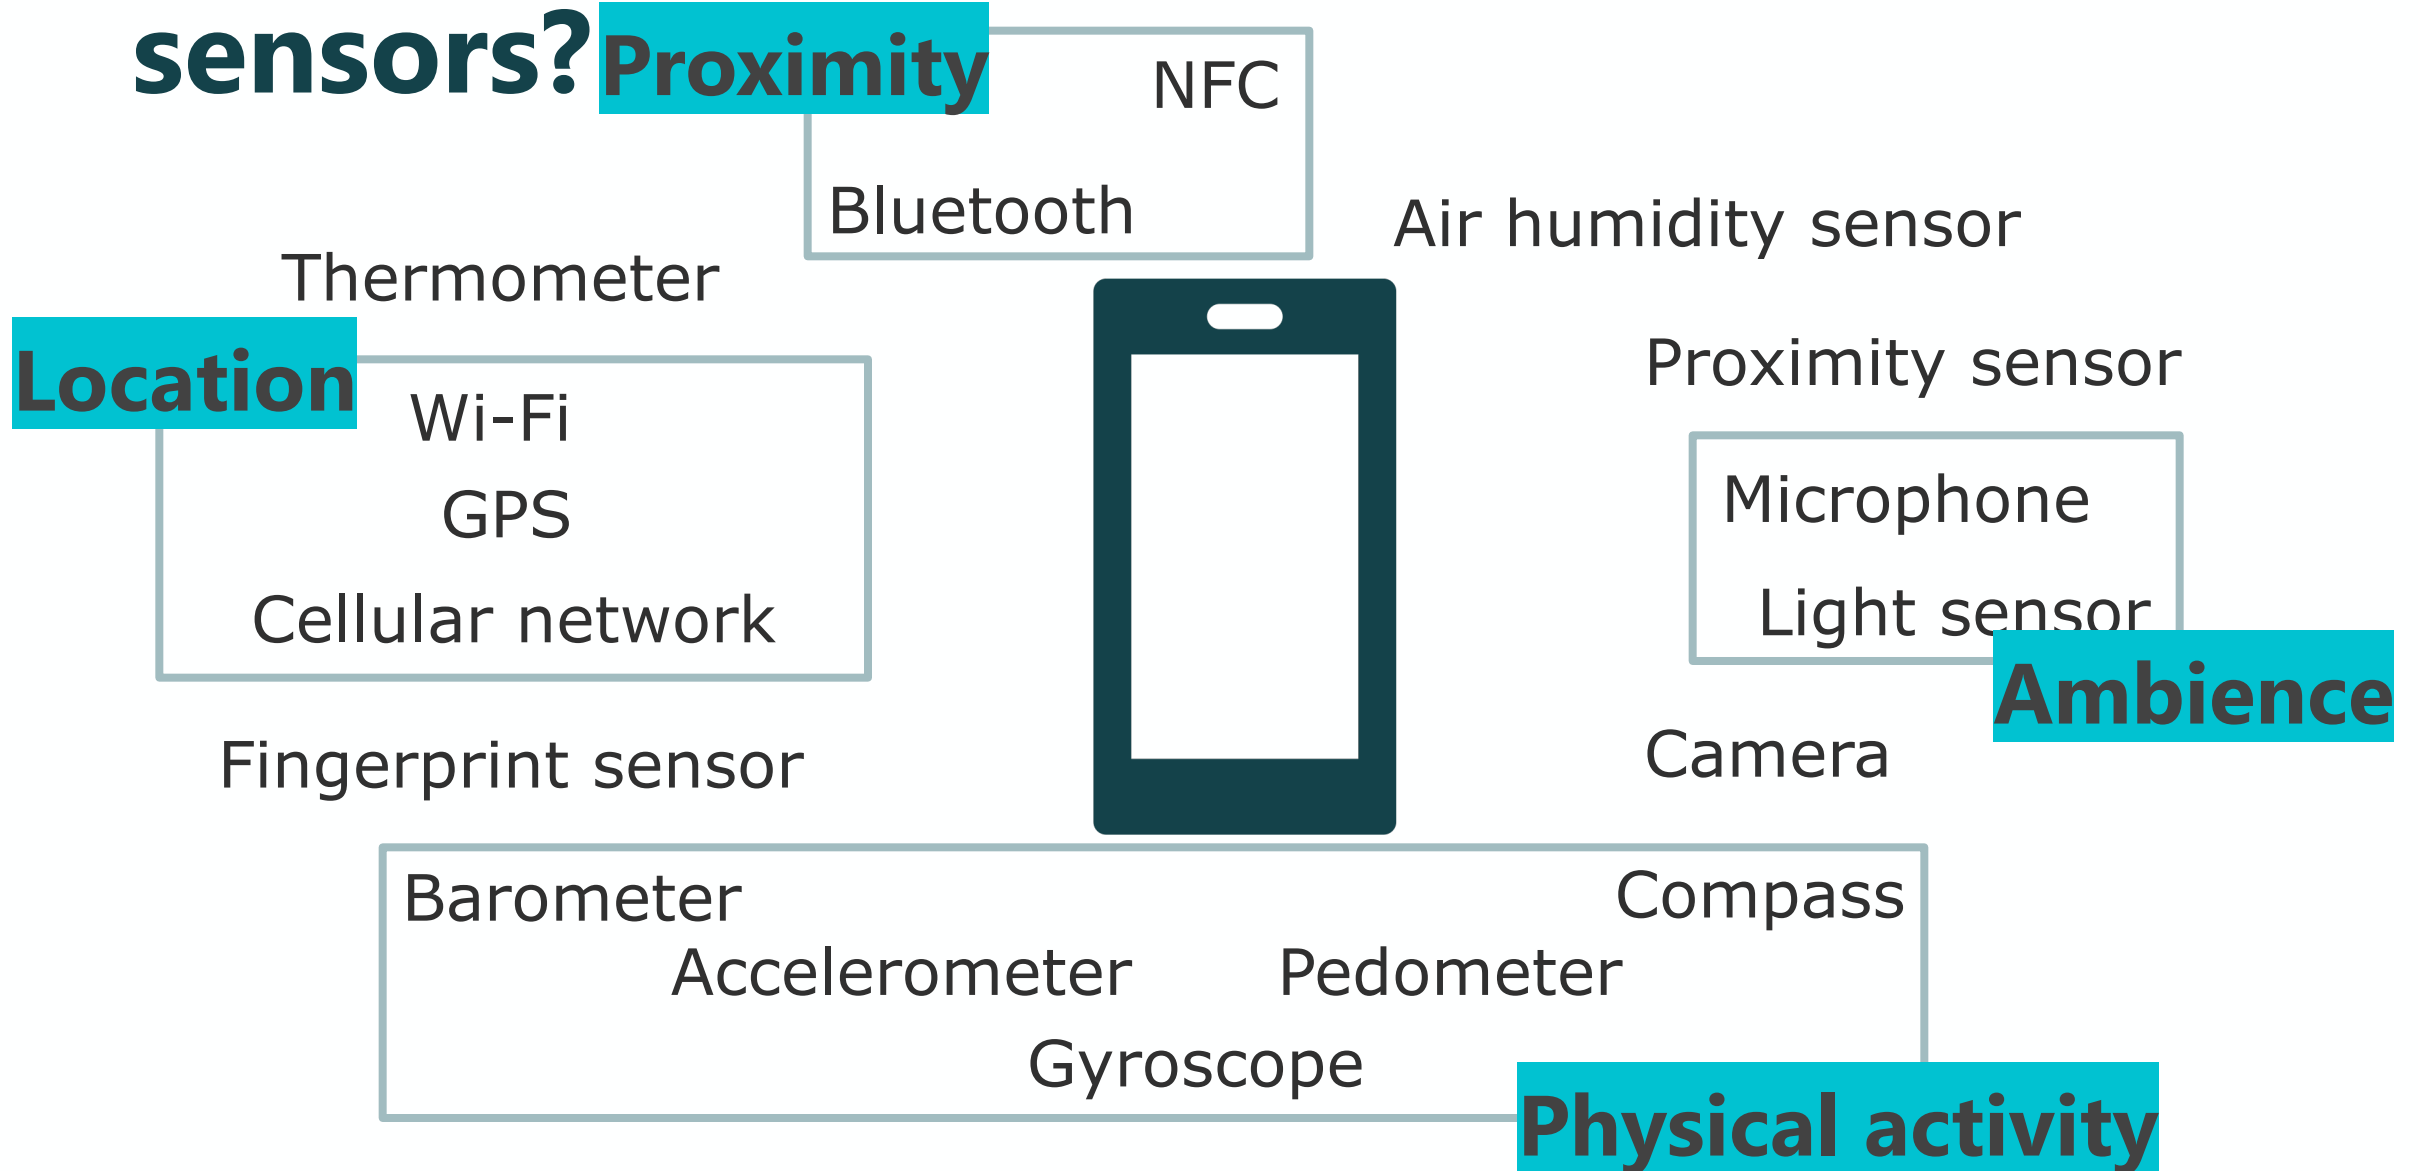 sensors?
Proximity
NFC
Bluetooth
Air humidity sensor
Thermometer
Proximity sensor
Location
Wi-Fi
GPS
Cellular network
Microphone
Light sensor
Ambience
Fingerprint sensor
Camera
Barometer
Compass
Accelerometer
Pedometer
Gyroscope
Physical activity